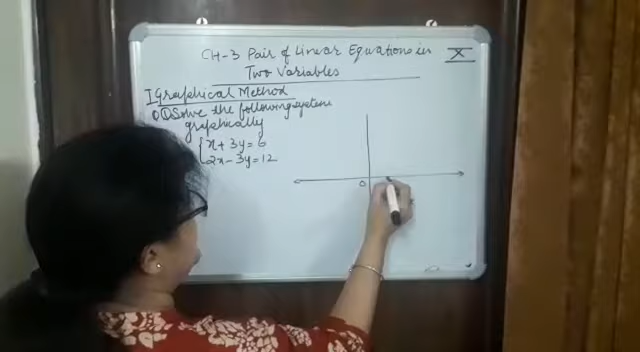 CH-3 Pair of Linear Equations in
Two Variables
X
I Graphical Method
Q ① Solve the following system
graphically
x + 3y = 6
2x - 3y = 12
0